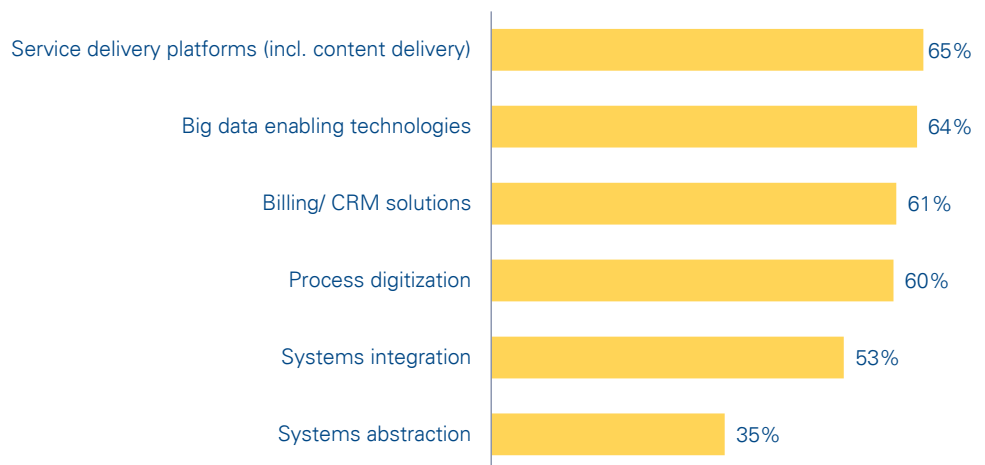 Service delivery platforms (incl. content delivery) 65%
Big data enabling technologies 64%
Billing/ CRM solutions 61%
Process digitization 60%
Systems integration 53%
Systems abstraction 35%